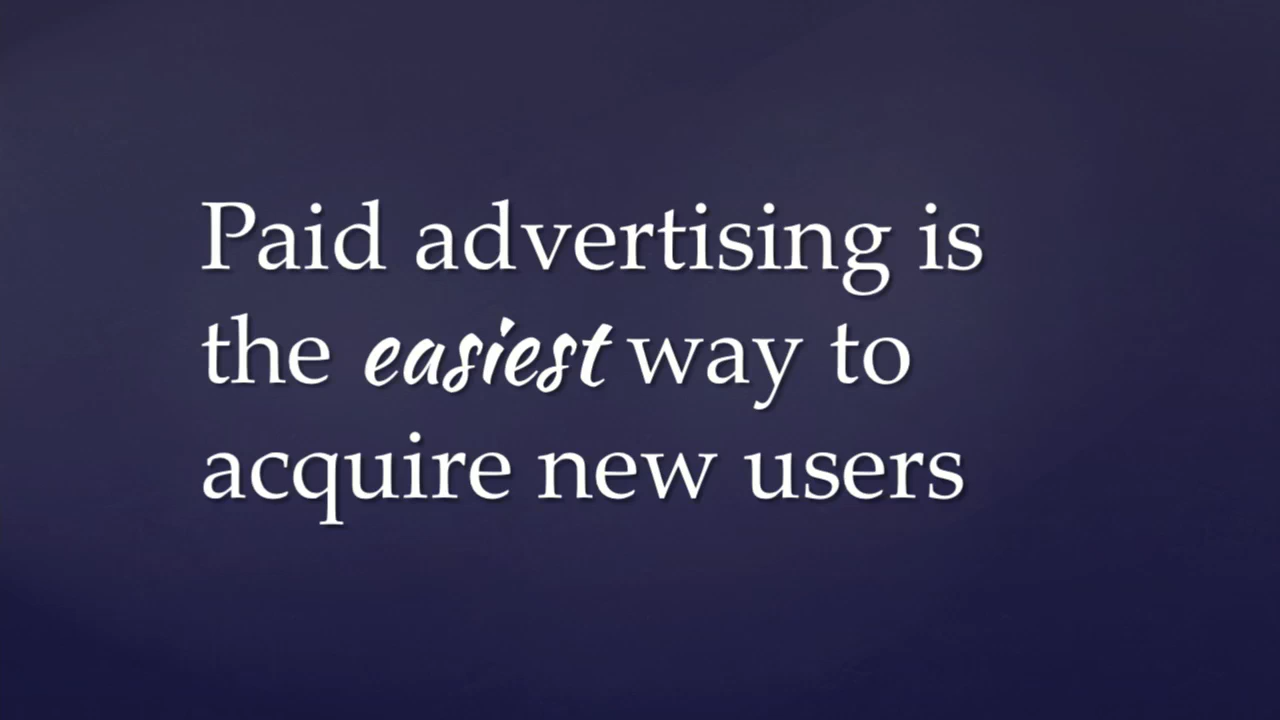 Paid advertising is
the easiest way to
acquire new users